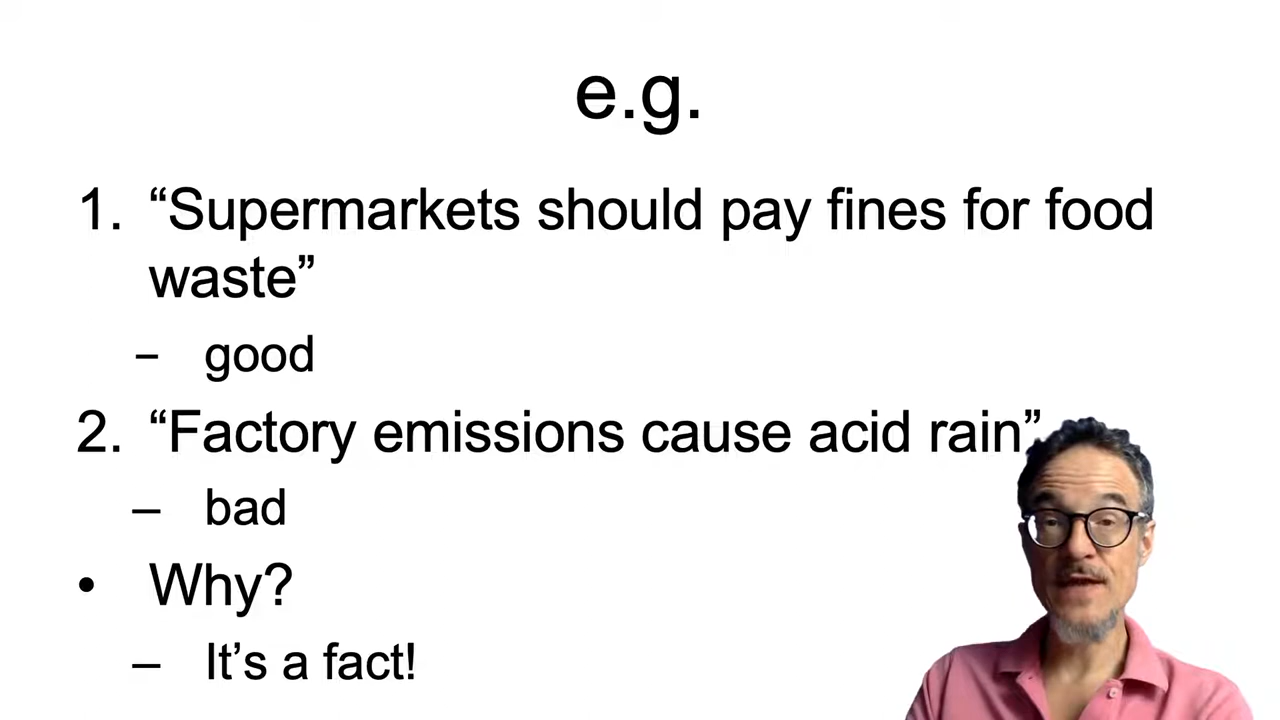 e.g.
1. “Supermarkets should pay fines for food
waste”
– good
2. “Factory emissions cause acid rain”
– bad
• Why?
– It’s a fact!